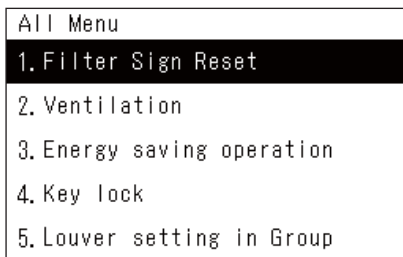 All Menu
1. Filter Sign Reset
2. Ventilation
3. Energy saving operation
4. Key lock
5. Louver setting in Group